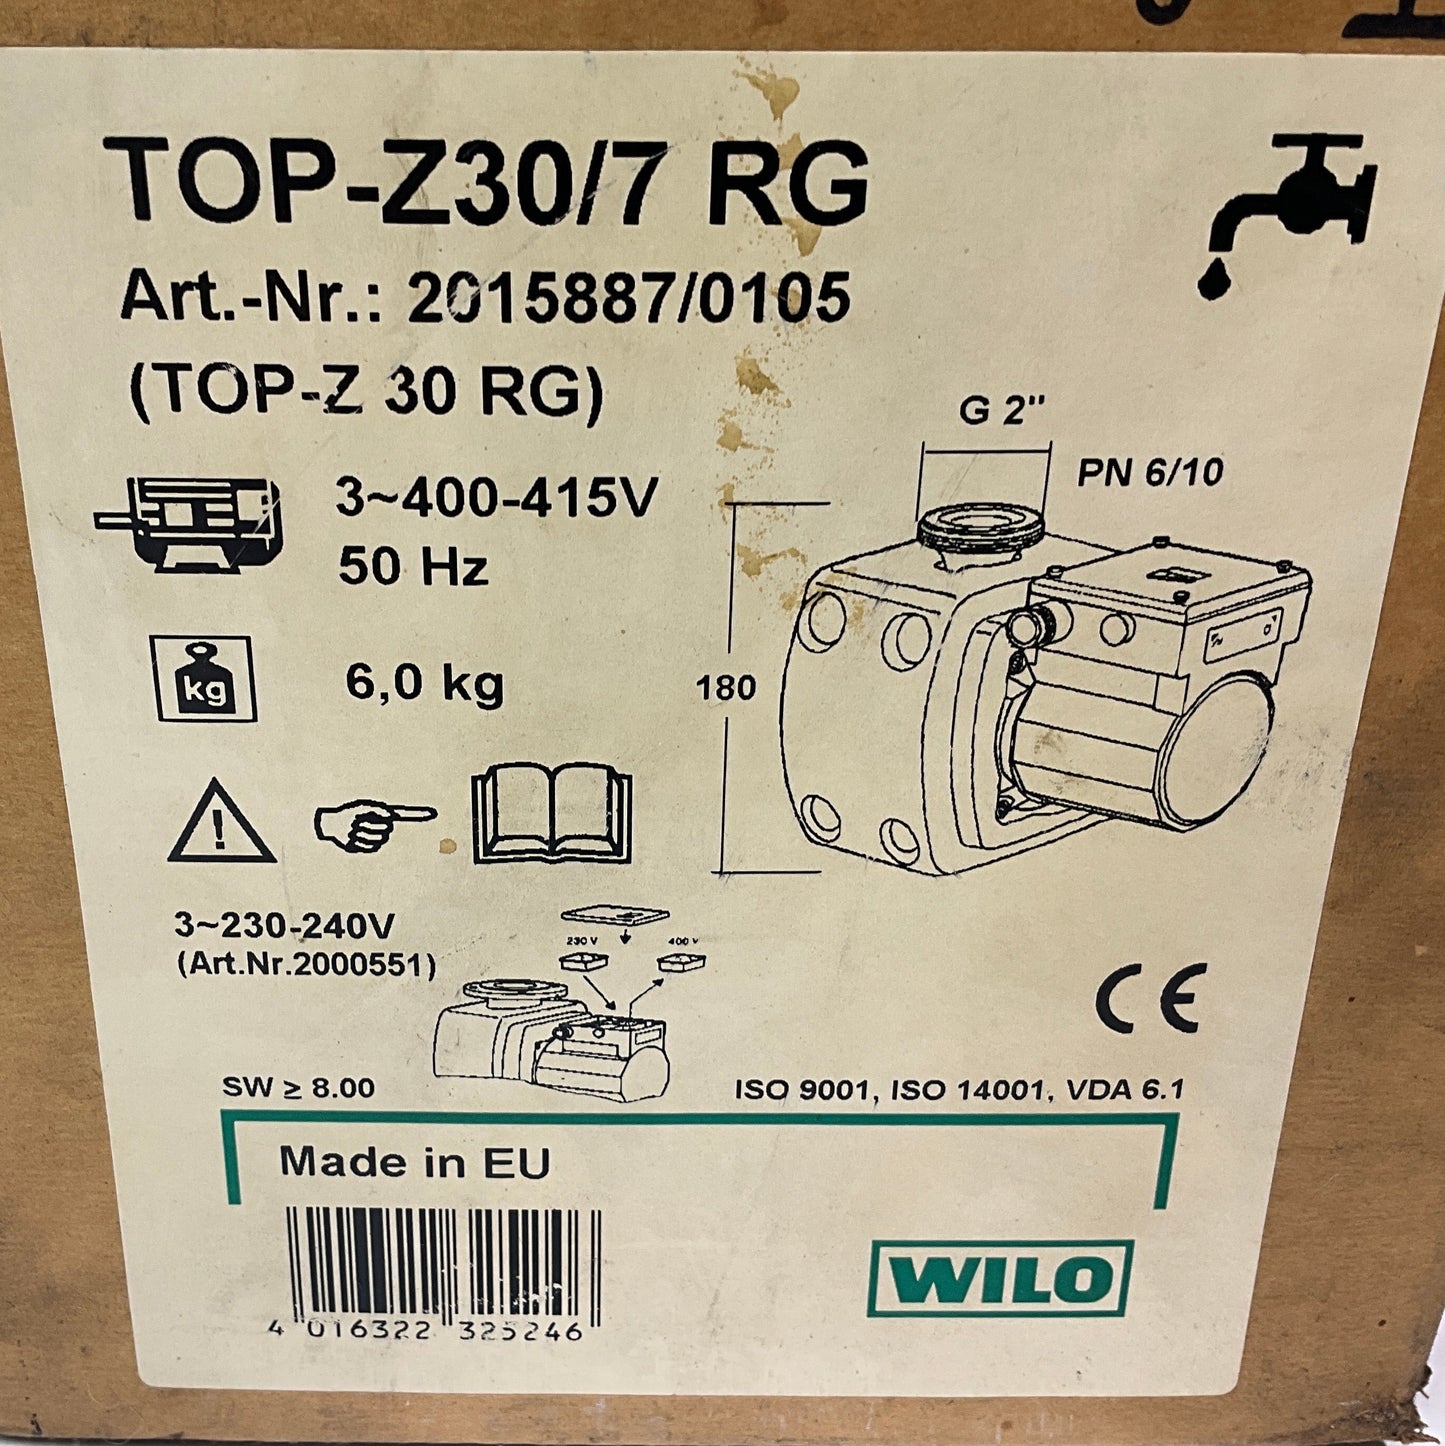 TOP-Z30/7 RG
Art.-Nr.: 2015887/0105
(TOP-Z 30 RG)
3~400-415V
50 Hz
kg
6,0 kg
G 2"
PN 6/10
180
3~230-240V
(Art.Nr.2000551)
230 V
400 V
SW ≥ 8.00
CE
ISO 9001, ISO 14001, VDA 6.1
Made in EU
4 016322 325246
WILO